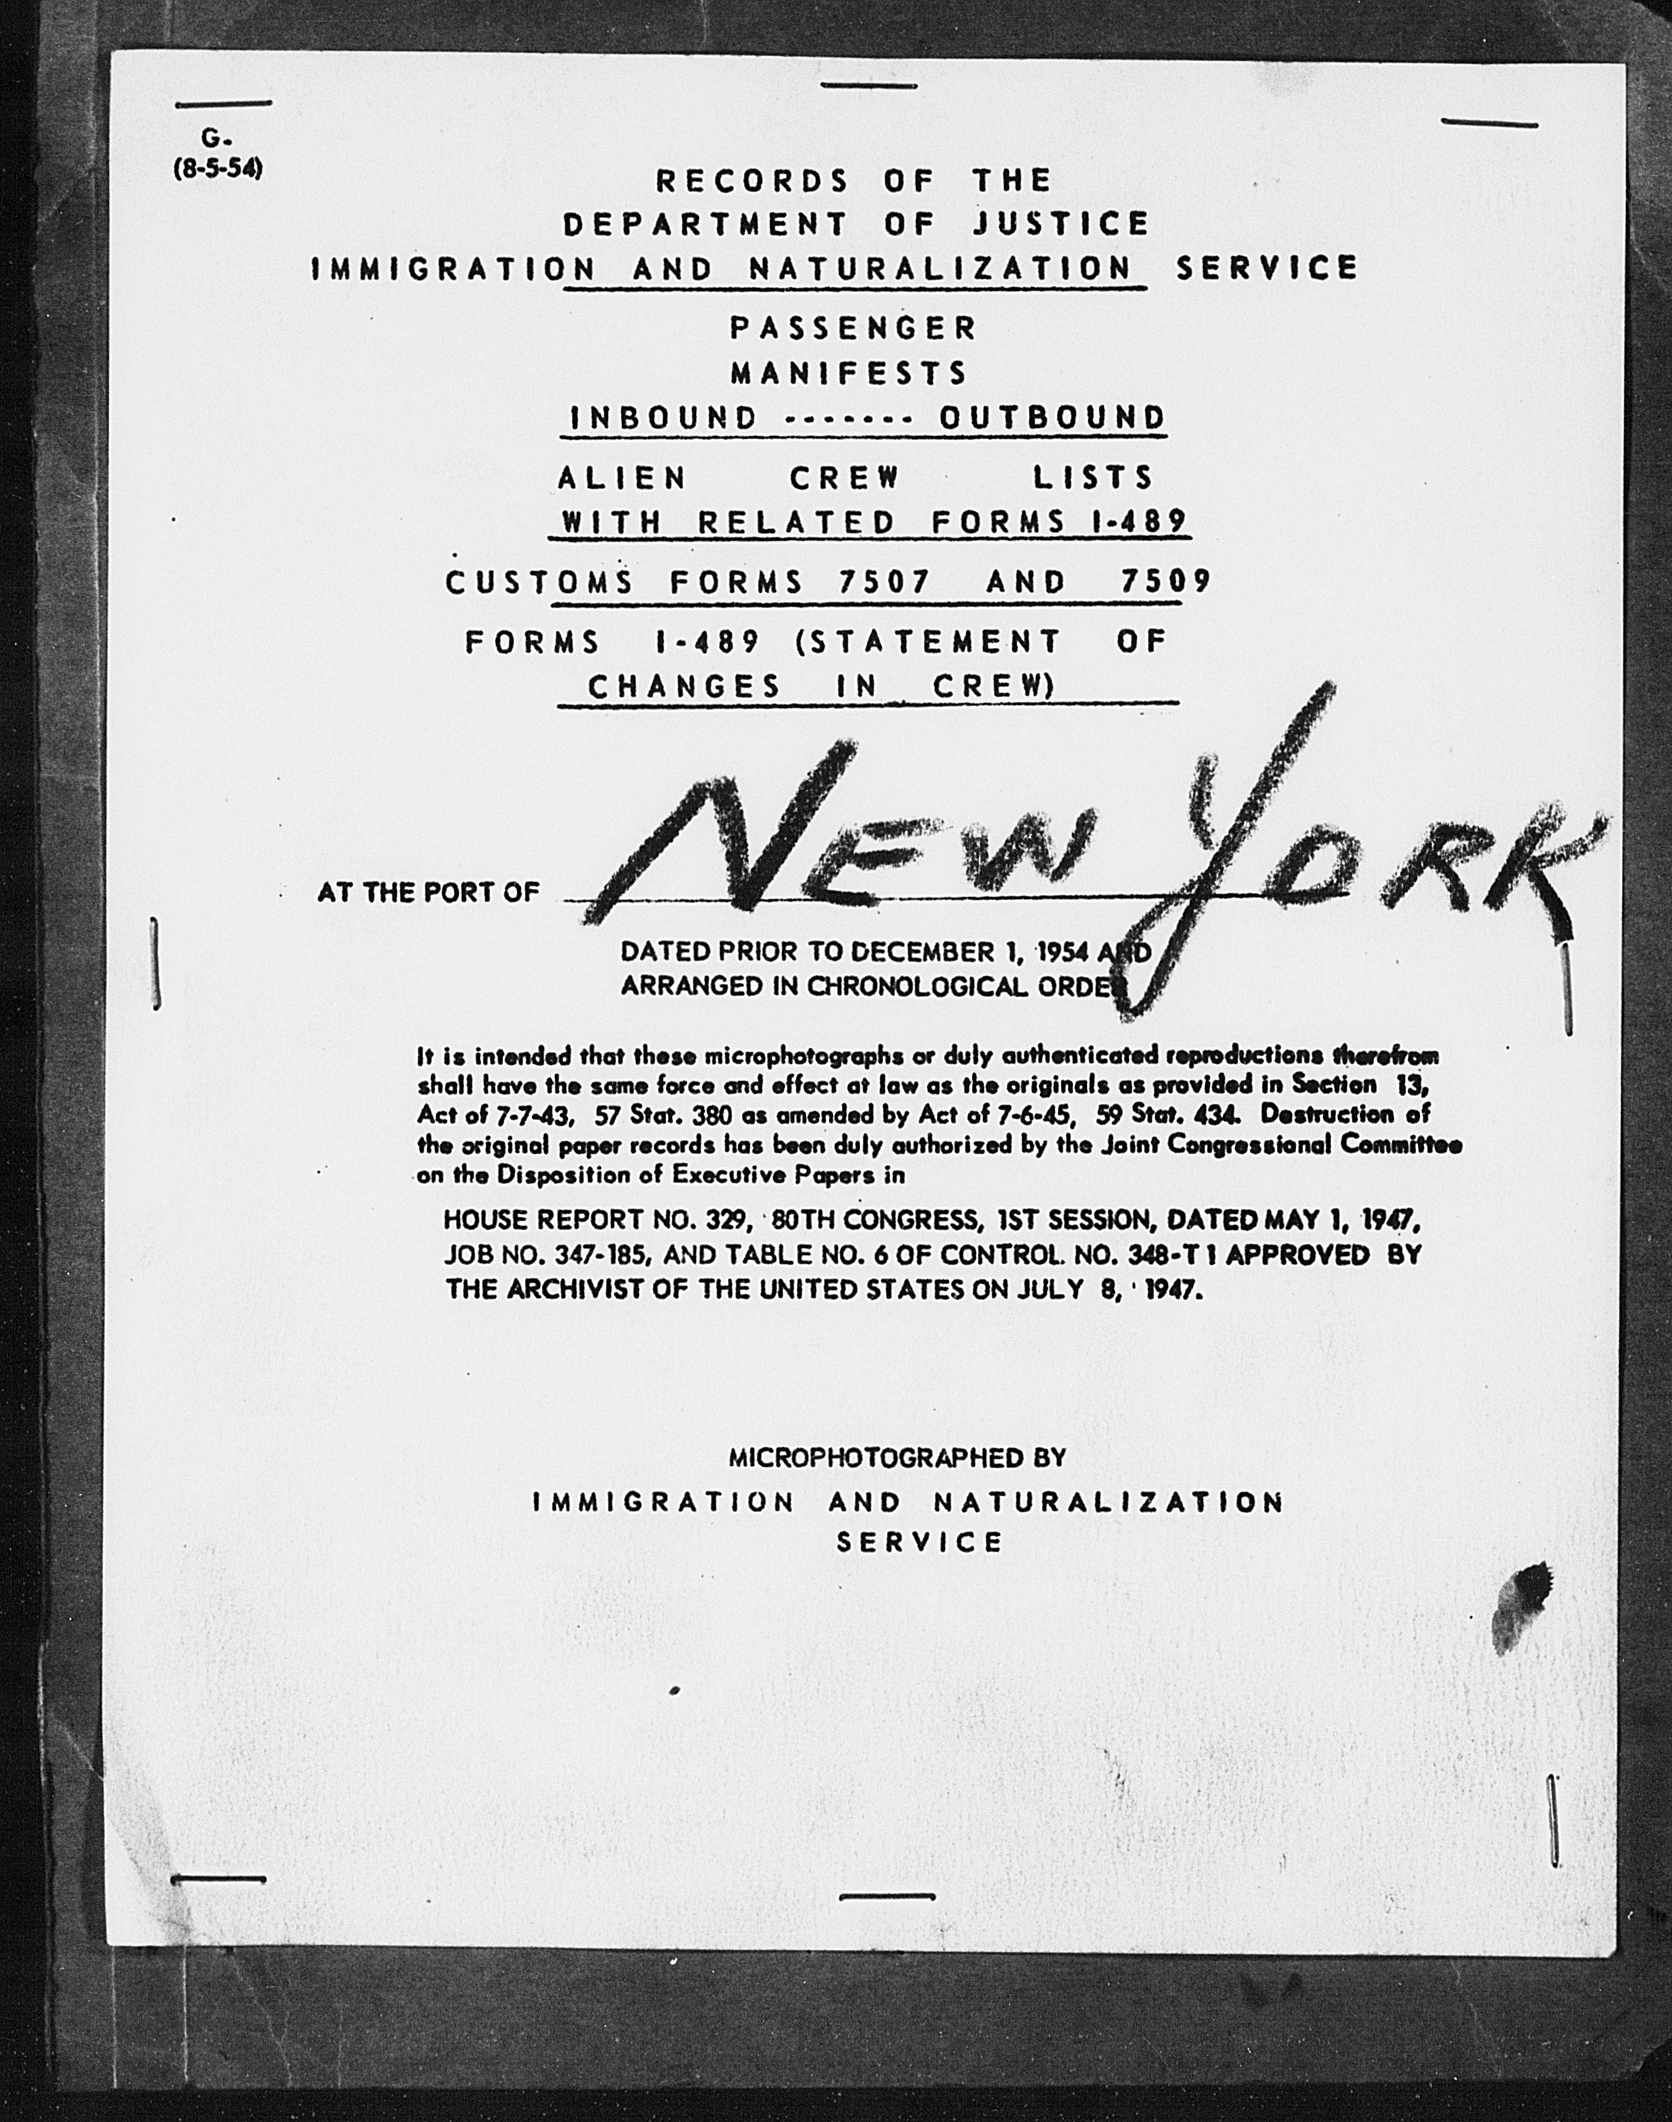 G.
(8-5-54)
RECORDS OF THE
DEPARTMENT OF JUSTICE
IMMIGRATION AND NATURALIZATION SERVICE
PASSENGER
MANIFESTS
INBOUND ------- OUTBOUND
ALIEN CREW LISTS
WITH RELATED FORMS I-489
CUSTOMS FORMS 7507 AND 7509
FORMS I-489 (STATEMENT OF
CHANGES IN CREW)
AT THE PORT OF NEW YORK
DATED PRIOR TO DECEMBER 1, 1954 AND
ARRANGED IN CHRONOLOGICAL ORDER
It is intended that these microphotographs or duly authenticated reproductions therefrom
shall have the same force and effect at law as the originals as provided in Section 13,
Act of 7-7-43, 57 Stat. 380 as amended by Act of 7-6-45, 59 Stat. 434. Destruction of
the original paper records has been duly authorized by the Joint Congressional Committee
on the Disposition of Executive Papers in
HOUSE REPORT NO. 329, 80TH CONGRESS, 1ST SESSION, DATED MAY 1, 1947,
JOB NO. 347-185, AND TABLE NO. 6 OF CONTROL NO. 348-T1 APPROVED BY
THE ARCHIVIST OF THE UNITED STATES ON JULY 8, 1947.
MICROPHOTOGRAPHED BY
IMMIGRATION AND NATURALIZATION
SERVICE